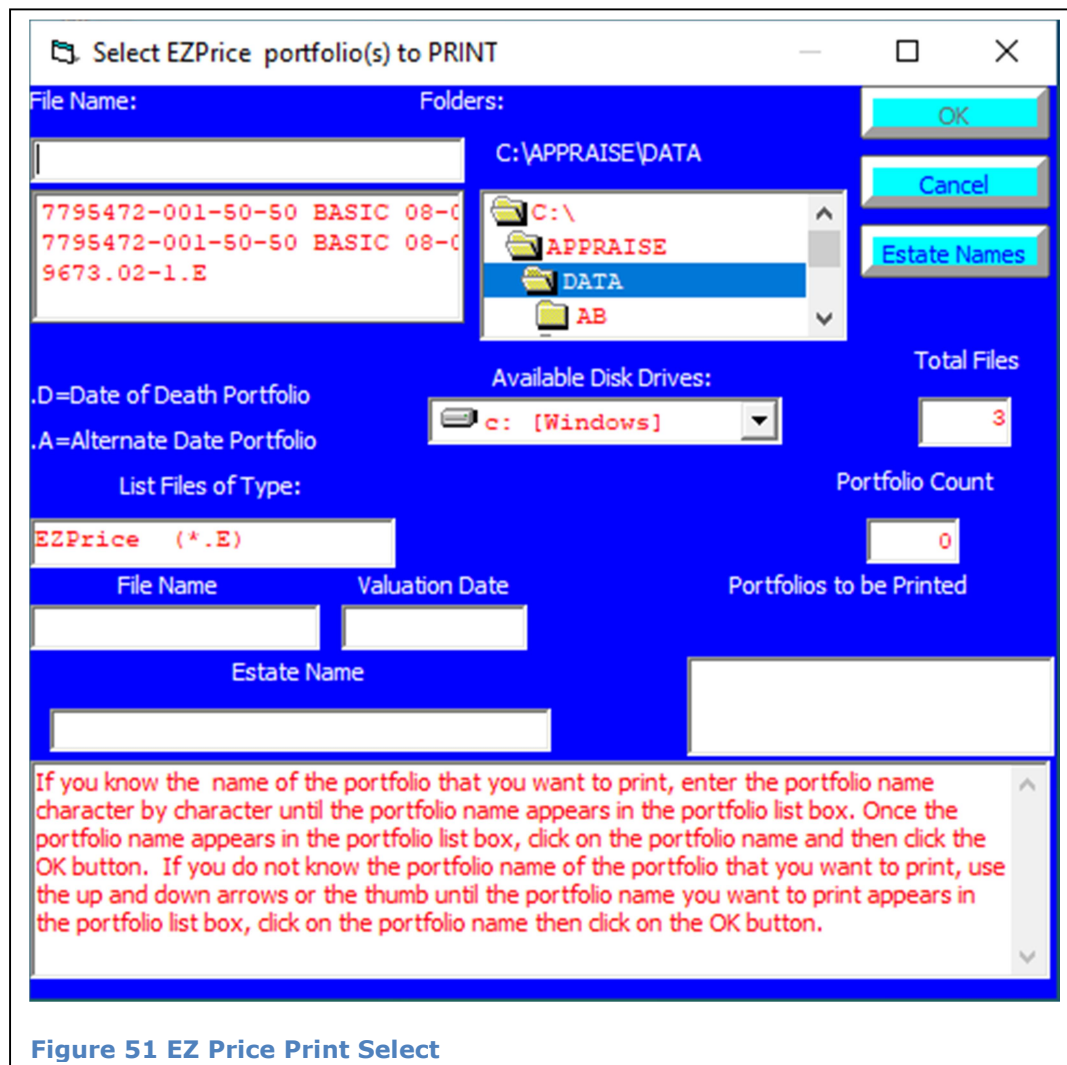 Select EZPrice portfolio(s) to PRINT
File Name:
Folders:
OK
C:\APPRAISE\DATA
Cancel
7795472-001-50-50 BASIC 08-0
7795472-001-50-50 BASIC 08-0
9673.02-1.E
C:\
APPRAISE
DATA
AB
Estate Names
Total Files
3
.D=Date of Death Portfolio
.A=Alternate Date Portfolio
Available Disk Drives:
c: [Windows]
List Files of Type:
EZPrice (*.E)
Portfolio Count
0
File Name
Valuation Date
Portfolios to be Printed
Estate Name
If you know the name of the portfolio that you want to print, enter the portfolio name
character by character until the portfolio name appears in the portfolio list box. Once the
portfolio name appears in the portfolio list box, click on the portfolio name and then click the
OK button. If you do not know the portfolio name of the portfolio that you want to print, use
the up and down arrows or the thumb until the portfolio name you want to print appears in
the portfolio list box, click on the portfolio name then click on the OK button.
Figure 51 EZ Price Print Select